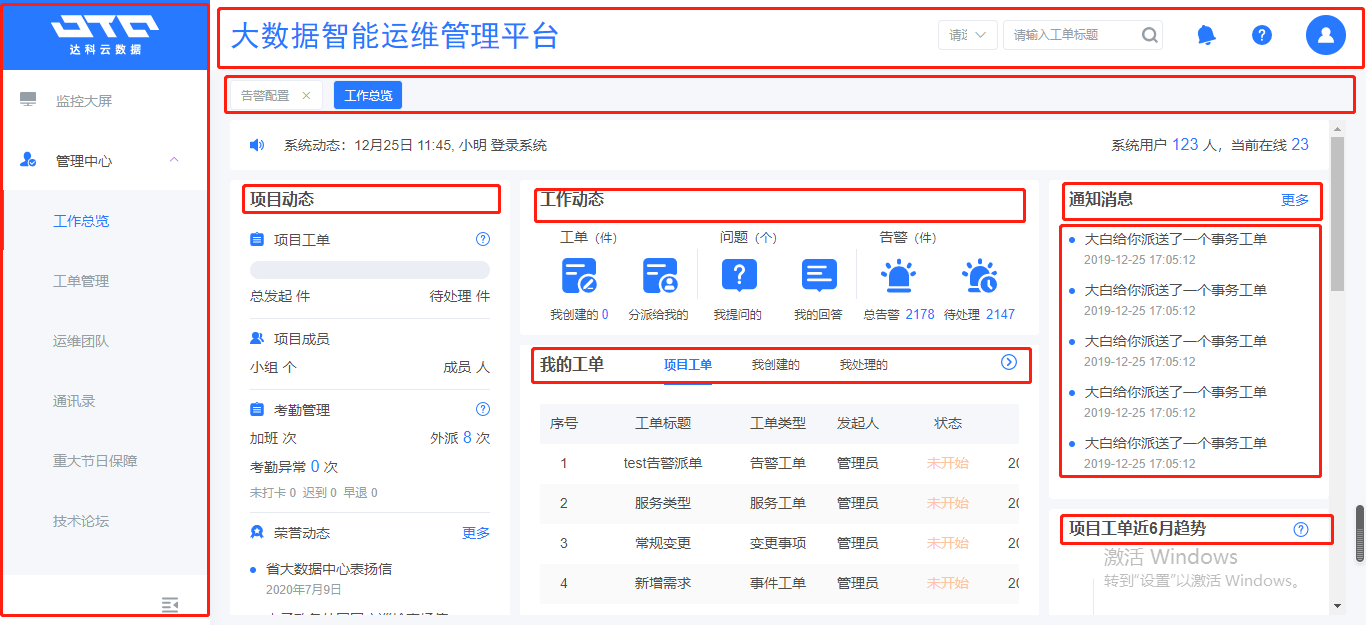 DTC
达科云数据
大数据智能运维管理平台
请输入工单标题
监控大屏
管理中心
工作总览
工单管理
运维团队
通讯录
重大节日保障
技术论坛
告警配置 × 工作总览
系统动态：12月25日 11:45, 小明 登录系统
系统用户 123 人，当前在线 23
项目动态
项目工单
总发起 件 待处理 件
项目成员
小组 个 成员 人
考勤管理
加班 次 外派 8 次
考勤异常 0 次
未打卡 0 迟到 0 早退 0
荣誉动态 更多
省大数据中心表扬信
2020年7月9日
工作动态
工单（件） 问题（个） 告警（件）
我创建的 0 分派给我的 我提问的 我的回答 总告警 2178 待处理 2147
我的工单 项目工单 我创建的 我处理的
序号 工单标题 工单类型 发起人 状态
1 test告警派单 告警工单 管理员 未开始 20
2 服务类型 服务工单 管理员 未开始 20
3 常规变更 变更事项 管理员 未开始 20
4 新增需求 事件工单 管理员 未开始 20
通知消息 更多
大白给你派送了一个事务工单
2019-12-25 17:05:12
大白给你派送了一个事务工单
2019-12-25 17:05:12
大白给你派送了一个事务工单
2019-12-25 17:05:12
大白给你派送了一个事务工单
2019-12-25 17:05:12
大白给你派送了一个事务工单
2019-12-25 17:05:12
项目工单近6月趋势
激活 Windows
转到"设置"以激活 Windows。